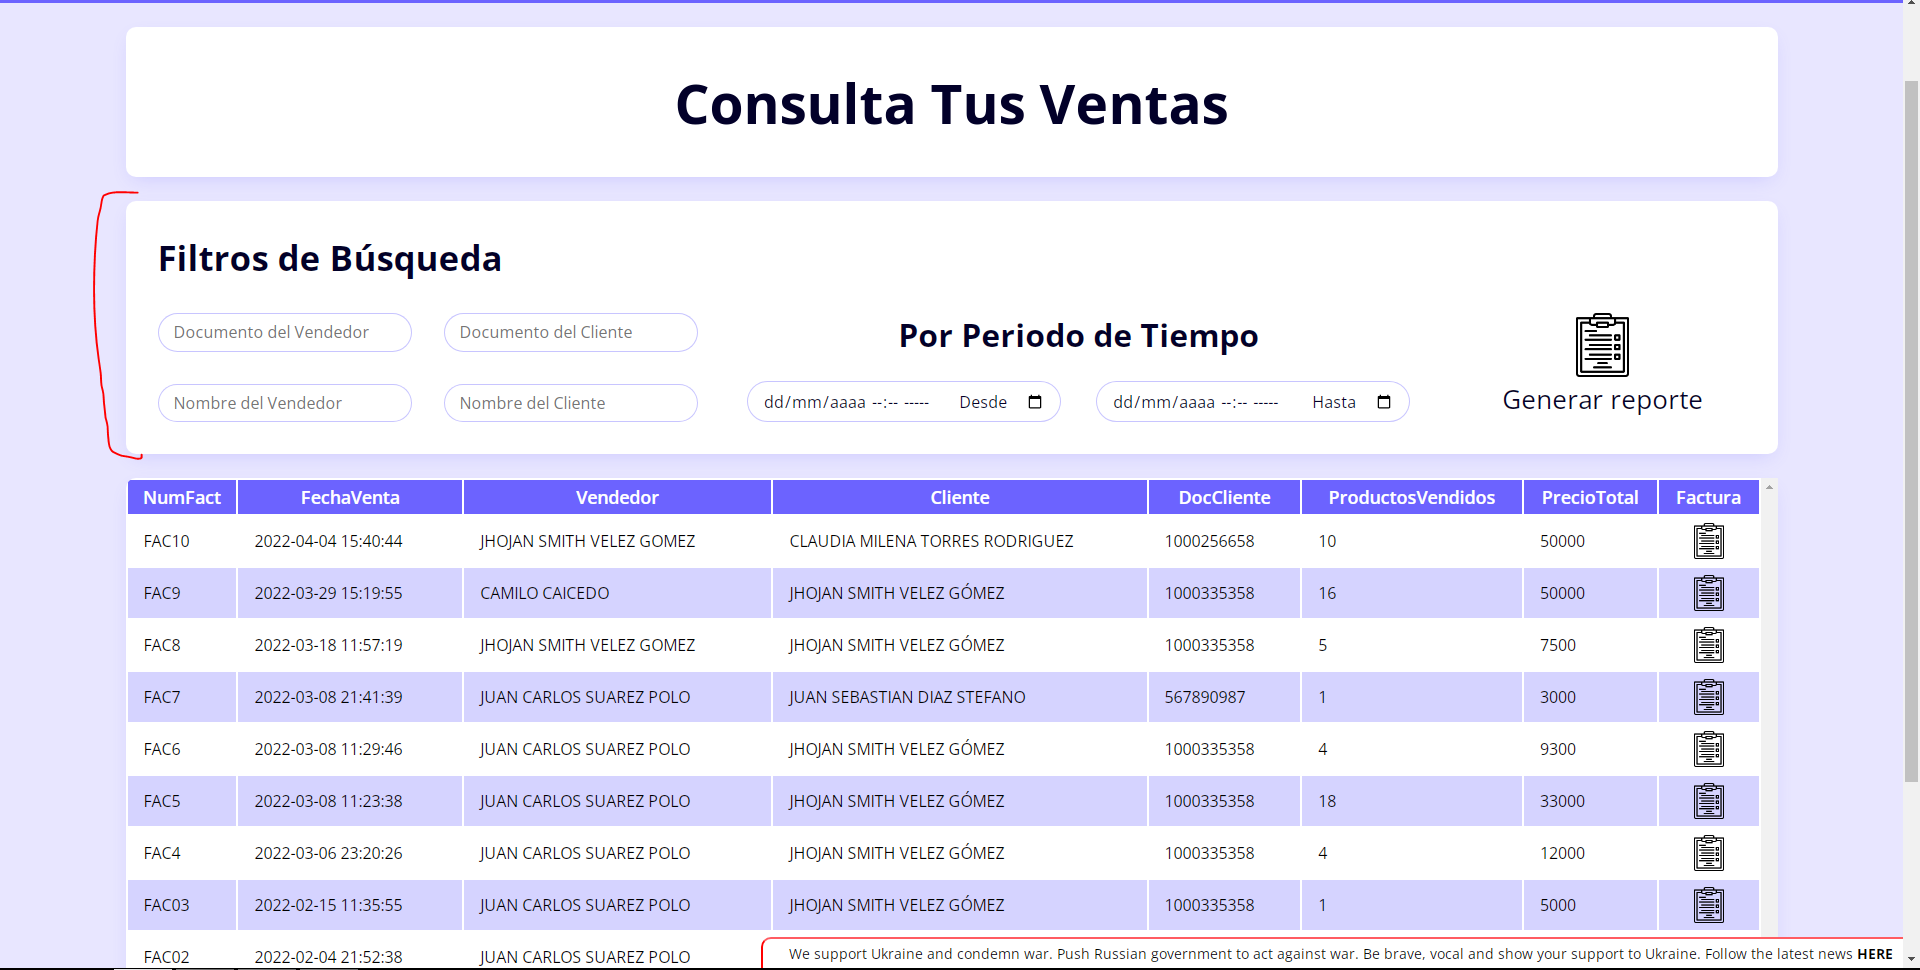 Consulta Tus Ventas
Filtros de Búsqueda
Documento del Vendedor Documento del Cliente
Por Periodo de Tiempo
Nombre del Vendedor Nombre del Cliente
dd/mm/aaaa --:-- ----- Desde dd/mm/aaaa --:-- ----- Hasta
Generar reporte
NumFact FechaVenta Vendedor Cliente DocCliente ProductosVendidos PrecioTotal Factura
FAC10 2022-04-04 15:40:44 JHOJAN SMITH VELEZ GOMEZ CLAUDIA MILENA TORRES RODRIGUEZ 1000256658 10 50000
FAC9 2022-03-29 15:19:55 CAMILO CAICEDO JHOJAN SMITH VELEZ GÓMEZ 1000335358 16 50000
FAC8 2022-03-18 11:57:19 JHOJAN SMITH VELEZ GOMEZ JHOJAN SMITH VELEZ GÓMEZ 1000335358 5 7500
FAC7 2022-03-08 21:41:39 JUAN CARLOS SUAREZ POLO JUAN SEBASTIAN DIAZ STEFANO 567890987 1 3000
FAC6 2022-03-08 11:29:46 JUAN CARLOS SUAREZ POLO JHOJAN SMITH VELEZ GÓMEZ 1000335358 4 9300
FAC5 2022-03-08 11:23:38 JUAN CARLOS SUAREZ POLO JHOJAN SMITH VELEZ GÓMEZ 1000335358 18 33000
FAC4 2022-03-06 23:20:26 JUAN CARLOS SUAREZ POLO JHOJAN SMITH VELEZ GÓMEZ 1000335358 4 12000
FAC03 2022-02-15 11:35:55 JUAN CARLOS SUAREZ POLO JHOJAN SMITH VELEZ GÓMEZ 1000335358 1 5000
FAC02 2022-02-04 21:52:38 JUAN CARLOS SUAREZ POLO
We support Ukraine and condemn war. Push Russian government to act against war. Be brave, vocal and show your support to Ukraine. Follow the latest news HERE